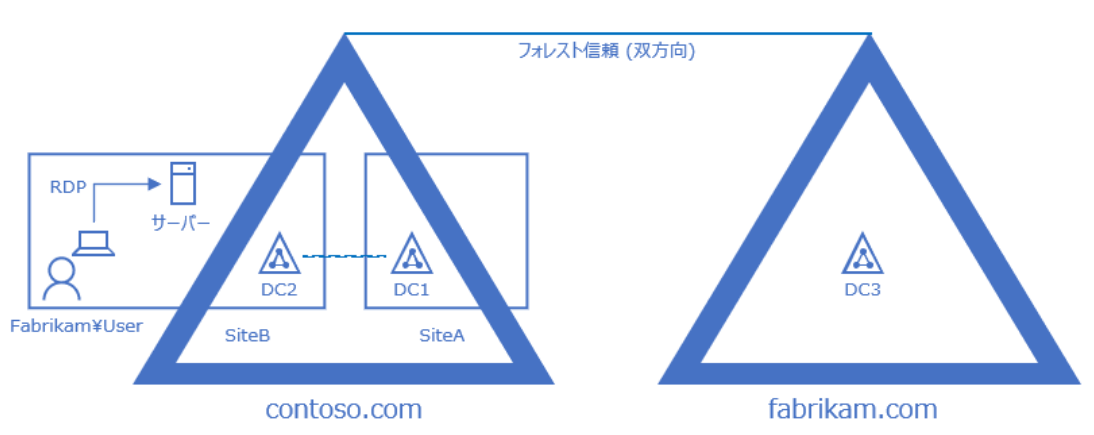 フォレスト信頼 (双方向)
RDP
サーバー
DC2
DC1
DC3
Fabrikam¥User
SiteB
SiteA
contoso.com
fabrikam.com